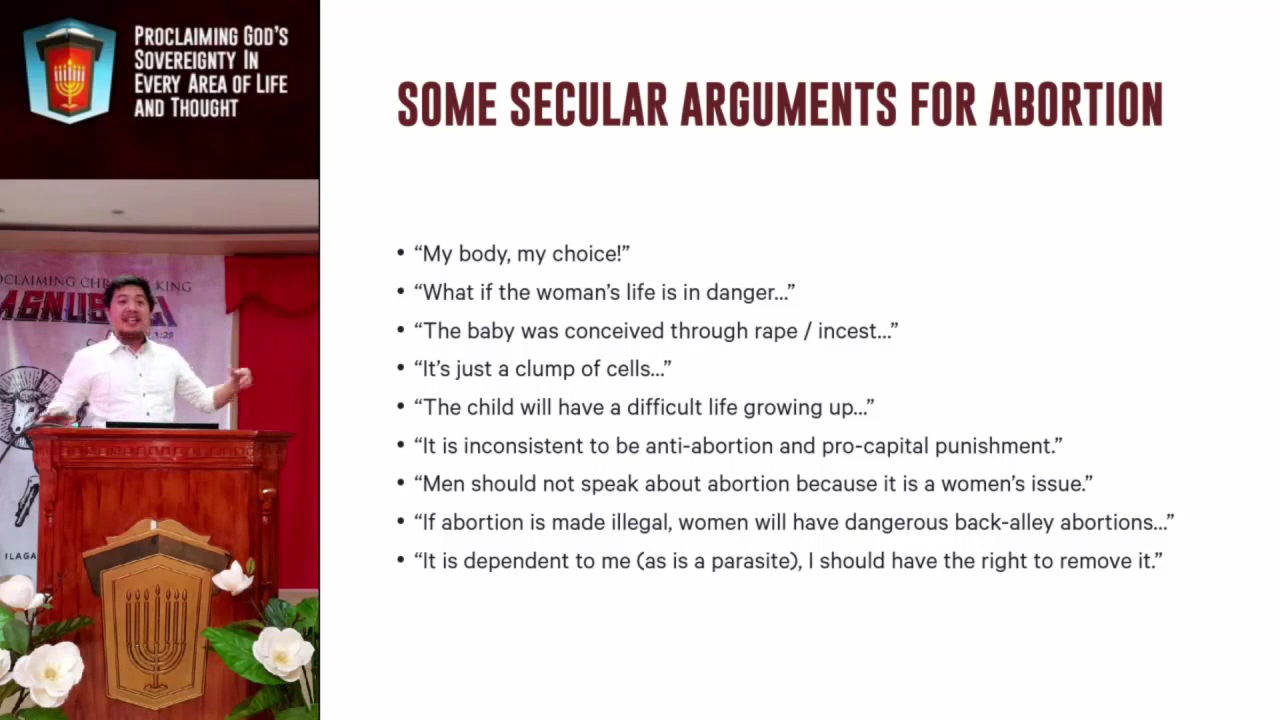 PROCLAIMING GOD'S
SOVEREIGNTY IN
EVERY AREA OF LIFE
AND THOUGHT
SOME SECULAR ARGUMENTS FOR ABORTION
• “My body, my choice!”
• “What if the woman’s life is in danger...”
• “The baby was conceived through rape / incest...”
• “It’s just a clump of cells...”
• “The child will have a difficult life growing up...”
• “It is inconsistent to be anti-abortion and pro-capital punishment.”
• “Men should not speak about abortion because it is a women’s issue.”
• “If abortion is made illegal, women will have dangerous back-alley abortions...”
• “It is dependent to me (as is a parasite), I should have the right to remove it.”
KING
ILAGA